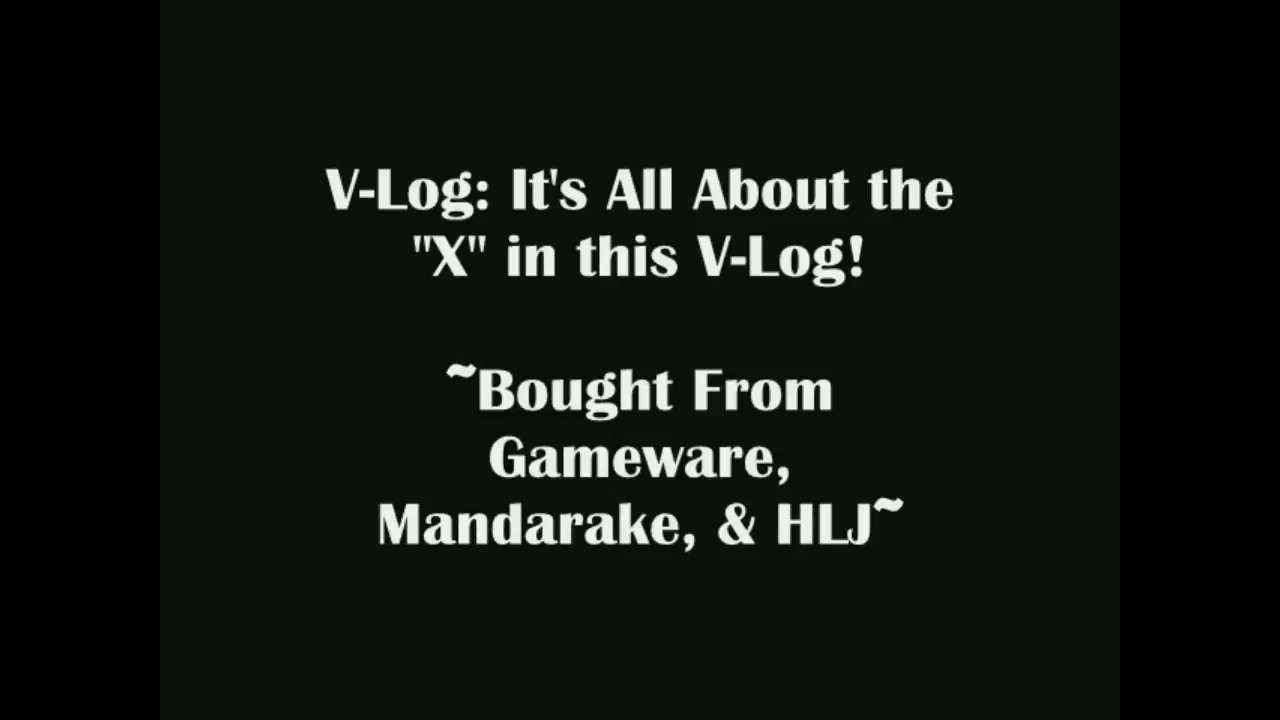 V-Log: It's All About the
"X" in this V-Log!
~Bought From
Gameware,
Mandarake, & HLJ~